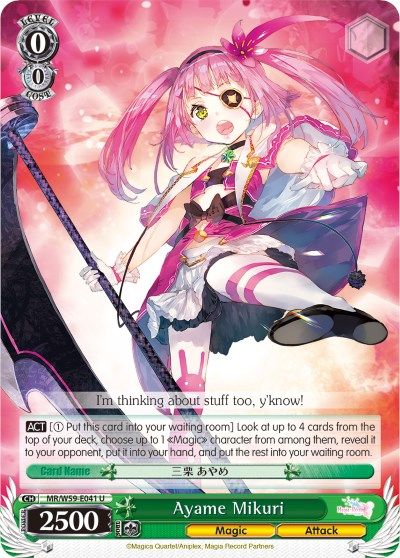 LEVEL
0
0
COST
I'm thinking about stuff too, y'know!
ACT [① Put this card into your waiting room] Look at up to 4 cards from
the top of your deck, choose up to 1 «Magic» character from among them, reveal it
to your opponent, put it into your hand, and put the rest into your waiting room.
Card Name
三栗 あやめ
CH MR/W59-E041 U
2500
Ayame Mikuri
Magic
Attack
©Magica Quartet/Aniplex, Magia Record Partners